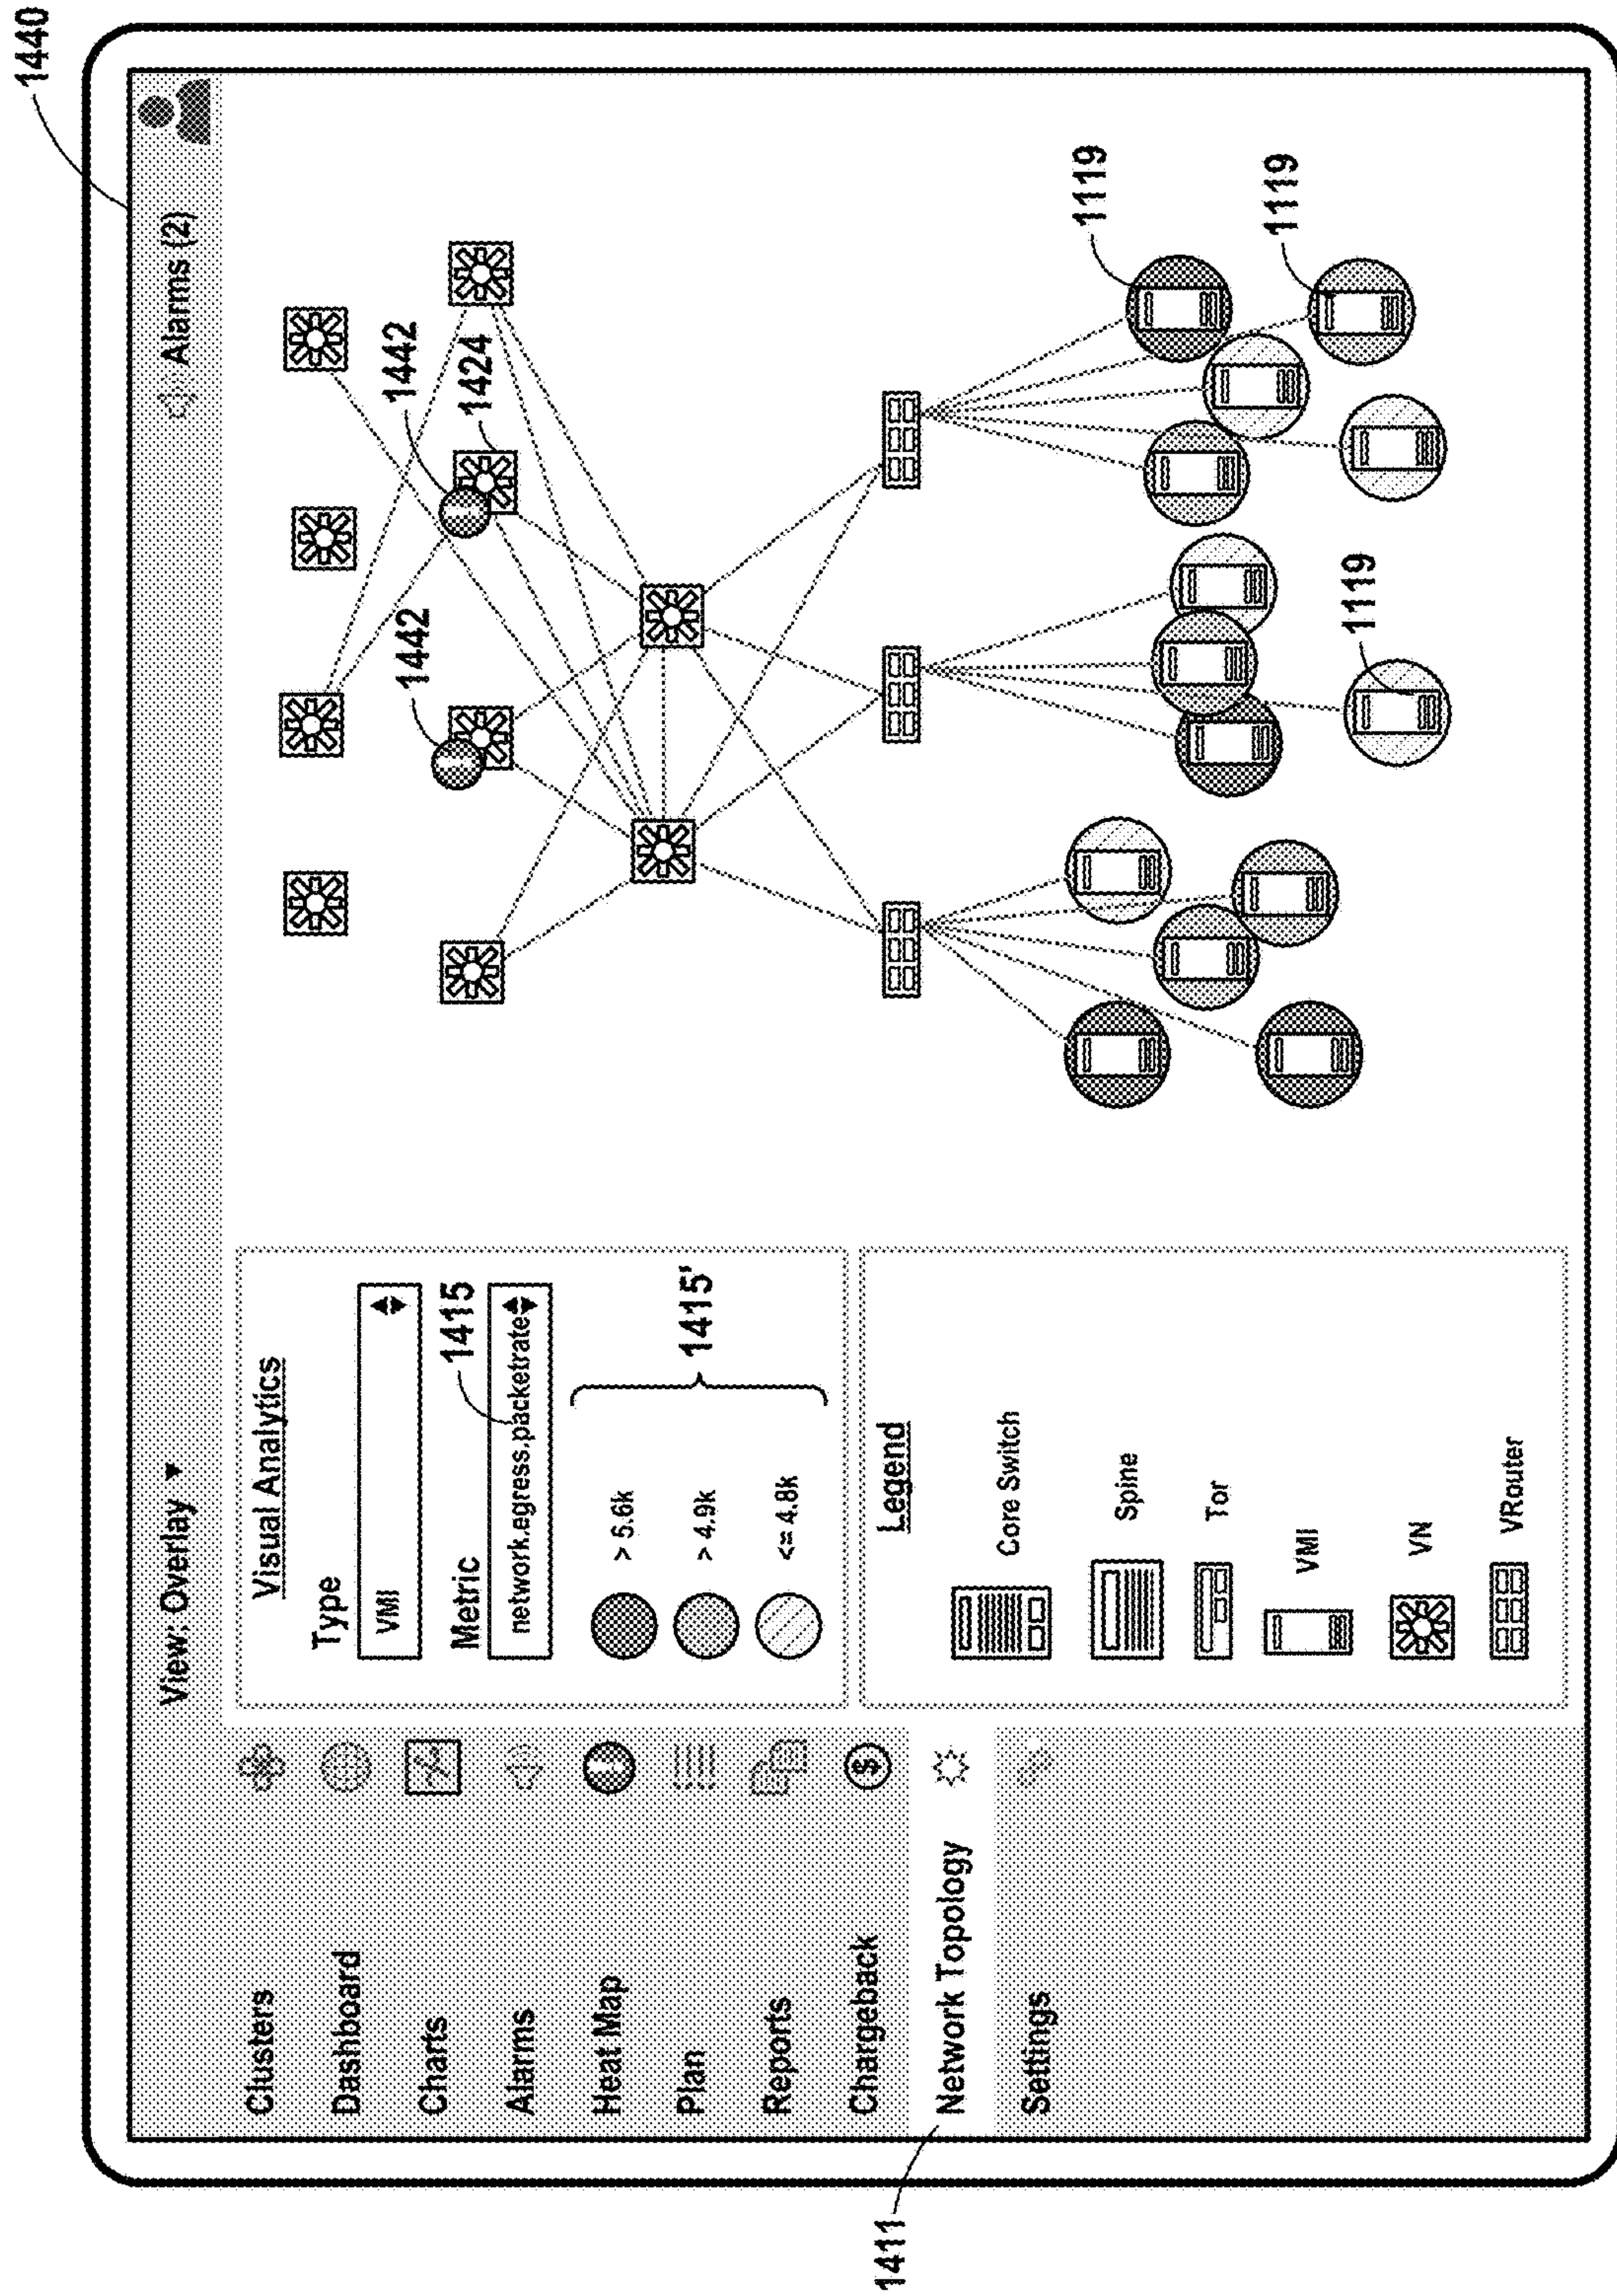 1440
View: Overlay ▼
Alarms (2)
Clusters
Dashboard
Charts
Alarms
Heat Map
Plan
Reports
Chargeback
$
Network Topology
Settings
1411
Visual Analytics
Type
VMI
Metric
1415
network.egress.packetrate
> 5.6k
> 4.9k
<= 4.8k
1415'
Legend
Core Switch
Spine
Tor
VMI
VN
VRouter
1442
1442
1424
1119
1119
1119